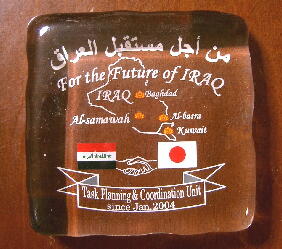 من أجل مستقبل العراق
For the Future of IRAQ
IRAQ
Baghdad
Al-samawah
Al-basra
Kuwait
Task Planning & Coordination Unit
since Jan. 2004